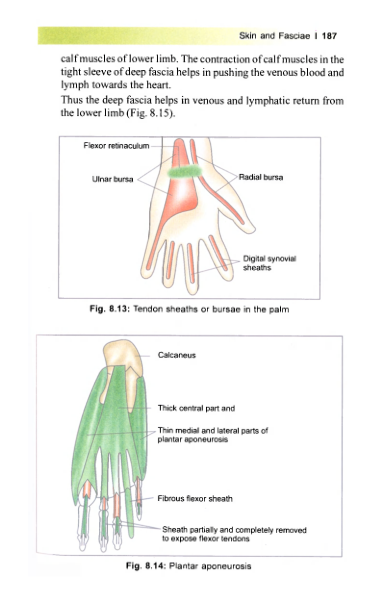 Skin and Fasciae I 187
calf muscles of lower limb. The contraction of calf muscles in the
tight sleeve of deep fascia helps in pushing the venous blood and
lymph towards the heart.
Thus the deep fascia helps in venous and lymphatic return from
the lower limb (Fig. 8.15).
Flexor retinaculum
Ulnar bursa
Radial bursa
Digital synovial
sheaths
Fig. 8.13: Tendon sheaths or bursae in the palm
Calcaneus
Thick central part and
Thin medial and lateral parts of
plantar aponeurosis
Fibrous flexor sheath
Sheath partially and completely removed
to expose flexor tendons
Fig. 8.14: Plantar aponeurosis